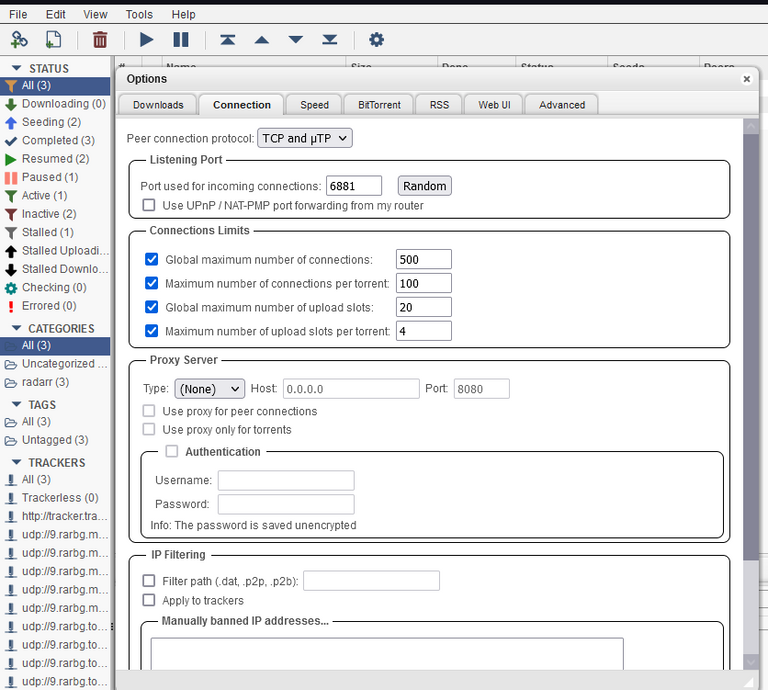 File Edit View Tools Help
# Name Size Done Status Seeds Peers
STATUS
All (3)
Downloading (0)
Seeding (2)
Completed (3)
Resumed (2)
Paused (1)
Active (1)
Inactive (2)
Stalled (1)
Stalled Uploadi...
Stalled Downlo...
Checking (0)
Errored (0)
CATEGORIES
All (3)
Uncategorized ...
radarr (3)
TAGS
All (3)
Untagged (3)
TRACKERS
All (3)
Trackerless (0)
http://tracker.tra...
udp://9.rarbg.m...
udp://9.rarbg.m...
udp://9.rarbg.m...
udp://9.rarbg.m...
udp://9.rarbg.m...
udp://9.rarbg.to...
udp://9.rarbg.to...
udp://9.rarbg.to...
udp://9.rarbg.to...
Options
Downloads Connection Speed BitTorrent RSS Web UI Advanced
Peer connection protocol: TCP and μTP
Listening Port
Port used for incoming connections: 6881 Random
Use UPnP / NAT-PMP port forwarding from my router
Connections Limits
Global maximum number of connections: 500
Maximum number of connections per torrent: 100
Global maximum number of upload slots: 20
Maximum number of upload slots per torrent: 4
Proxy Server
Type: (None) Host: 0.0.0.0 Port: 8080
Use proxy for peer connections
Use proxy only for torrents
Authentication
Username:
Password:
Info: The password is saved unencrypted
IP Filtering
Filter path (.dat, .p2p, .p2b):
Apply to trackers
Manually banned IP addresses...